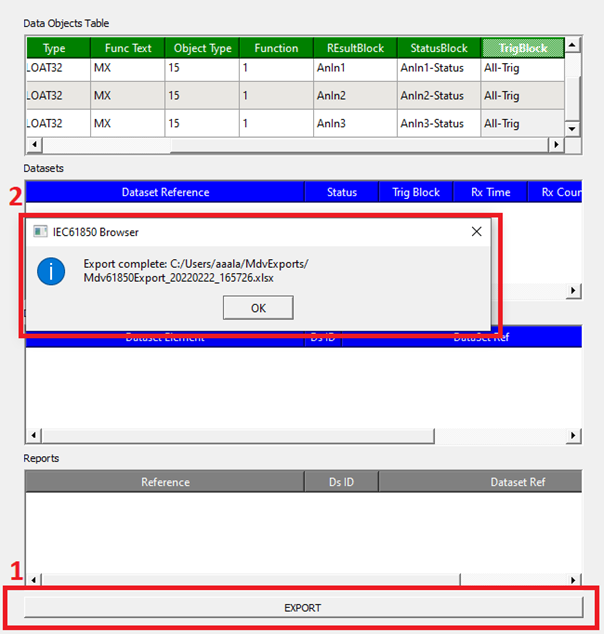 Data Objects Table
Type Func Text Object Type Function REsultBlock StatusBlock TrigBlock
LOAT32 MX 15 1 AnIn1 AnIn1-Status All-Trig
LOAT32 MX 15 1 AnIn2 AnIn2-Status All-Trig
LOAT32 MX 15 1 AnIn3 AnIn3-Status All-Trig
Datasets
2
Dataset Reference Status Trig Block Rx Time Rx Cour
IEC61850 Browser
Export complete: C:/Users/aaala/MdvExports/
Mdv61850Export_20220222_165726.xlsx
OK
Dataset Element Ds ID DataSet Ref
Reports
Reference Ds ID Dataset Ref
1
EXPORT